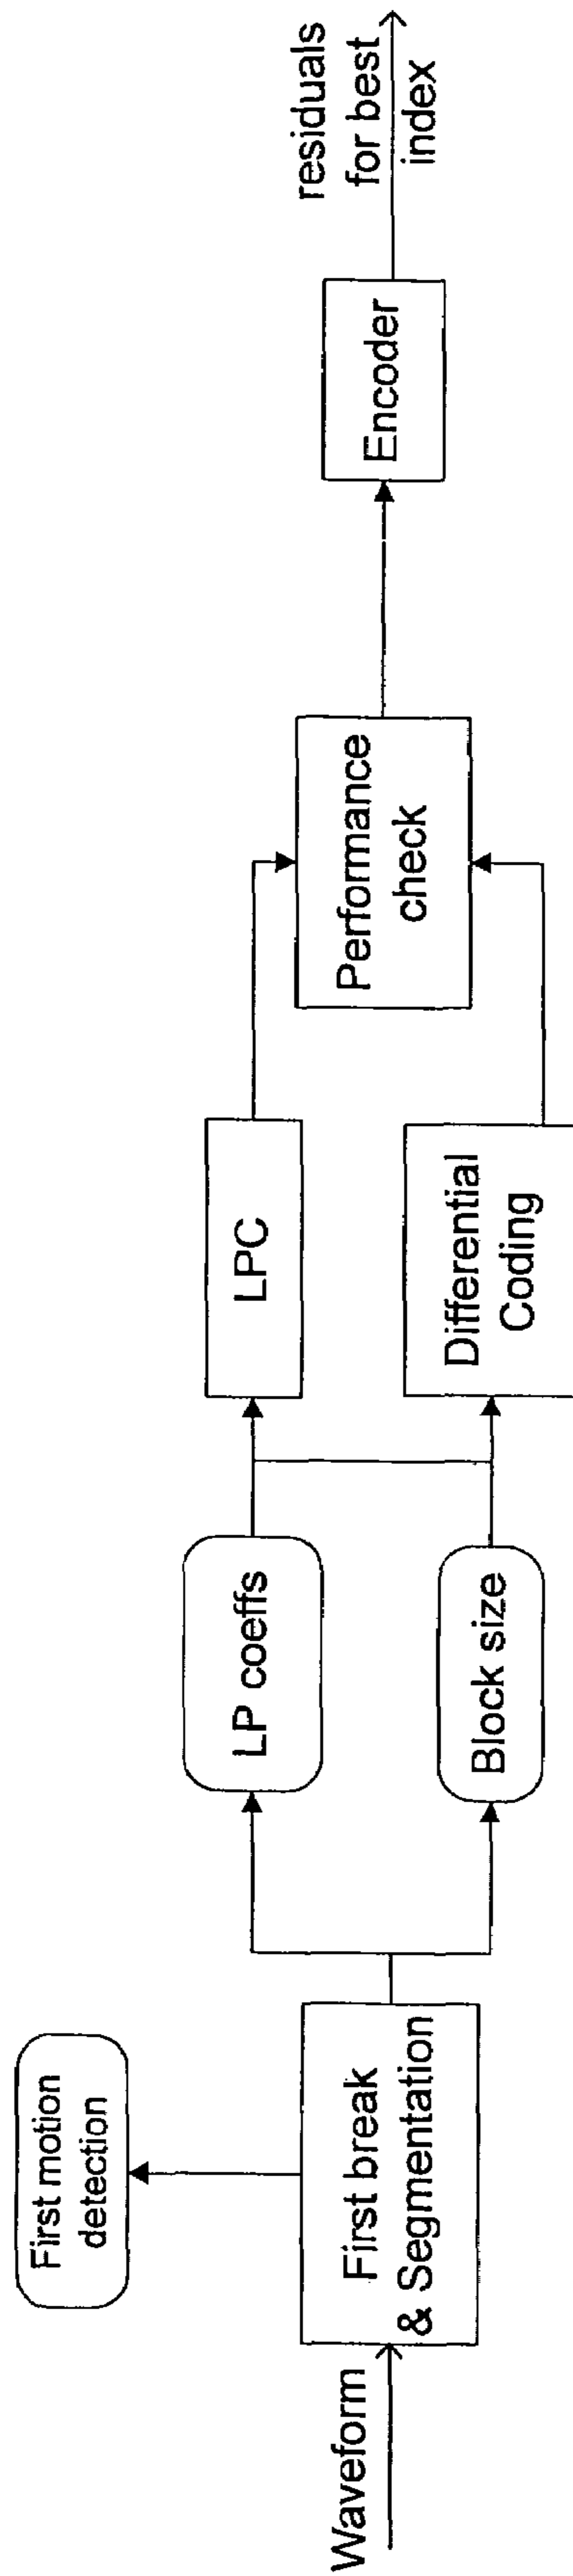 Waveform
First break
& Segmentation
First motion
detection
LP coeffs
Block size
LPC
Differential
Coding
Performance
check
Encoder
residuals
for best
index